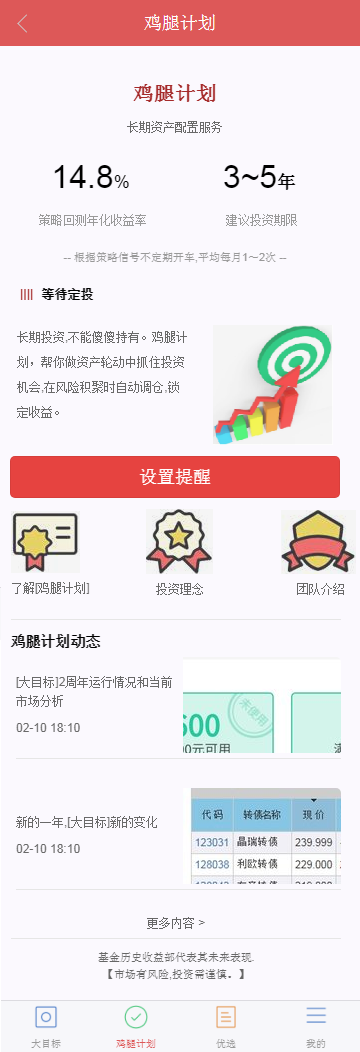 鸡腿计划
鸡腿计划
长期资产配置服务
14.8% 3~5年
策略回测年化收益率 建议投资期限
-- 根据策略信号不定期开车,平均每月1～2次 --
等待定投
长期投资,不能傻傻持有。鸡腿计
划，帮你做资产轮动中抓住投资
机会,在风险积聚时自动调仓,锁
定收益。
设置提醒
了解[鸡腿计划] 投资理念 团队介绍
鸡腿计划动态
[大目标]2周年运行情况和当前
市场分析
02-10 18:10
未使用
600
00元可用
满
新的一年,[大目标]新的变化
02-10 18:10
代码 转债名称 现价
123031 晶瑞转债 239.999
128038 利欧转债 229.000
更多内容 >
基金历史收益部代表其未来表现.
【市场有风险,投资需谨慎。】
大目标 鸡腿计划 优选 我的